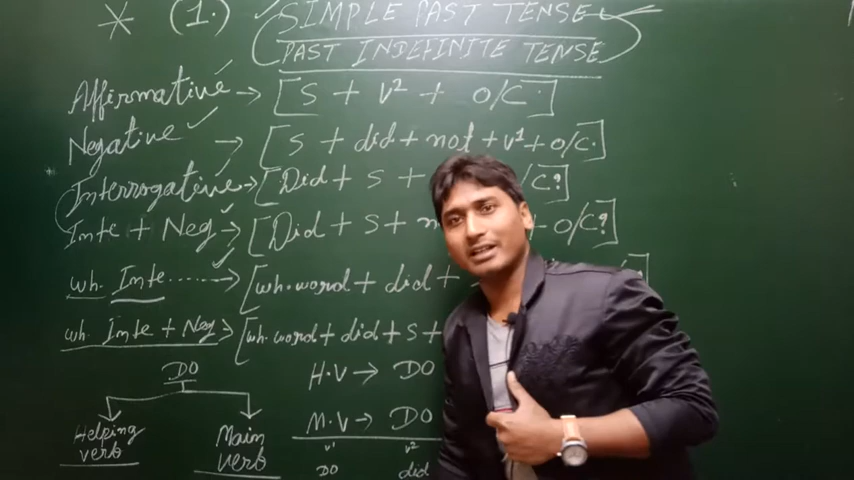 * (1.) SIMPLE PAST TENSE
PAST INDEFINITE TENSE
Affirmative → [S + v² + O/C.]
Negative → [S + did + not + v¹ + O/C.]
Interrogative → [Did + S + /C?]
Inte + Neg → [Did + S + + O/C?]
wh. Inte ...... → [wh. word + did +
wh. Inte + Neg → [wh. word + did + S +
DO
H.V → DO
Helping verb
Main verb
M.V → DO
v¹ v²
DO did